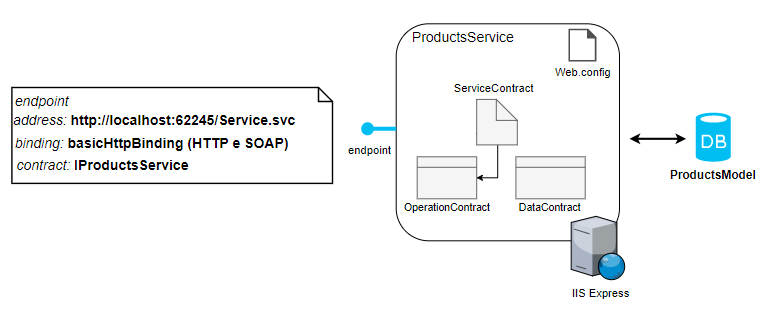 ProductsService
Web.config
endpoint
address: http://localhost:62245/Service.svc
binding: basicHttpBinding (HTTP e SOAP)
contract: IProductsService
endpoint
ServiceContract
OperationContract
DataContract
DB
ProductsModel
IIS Express